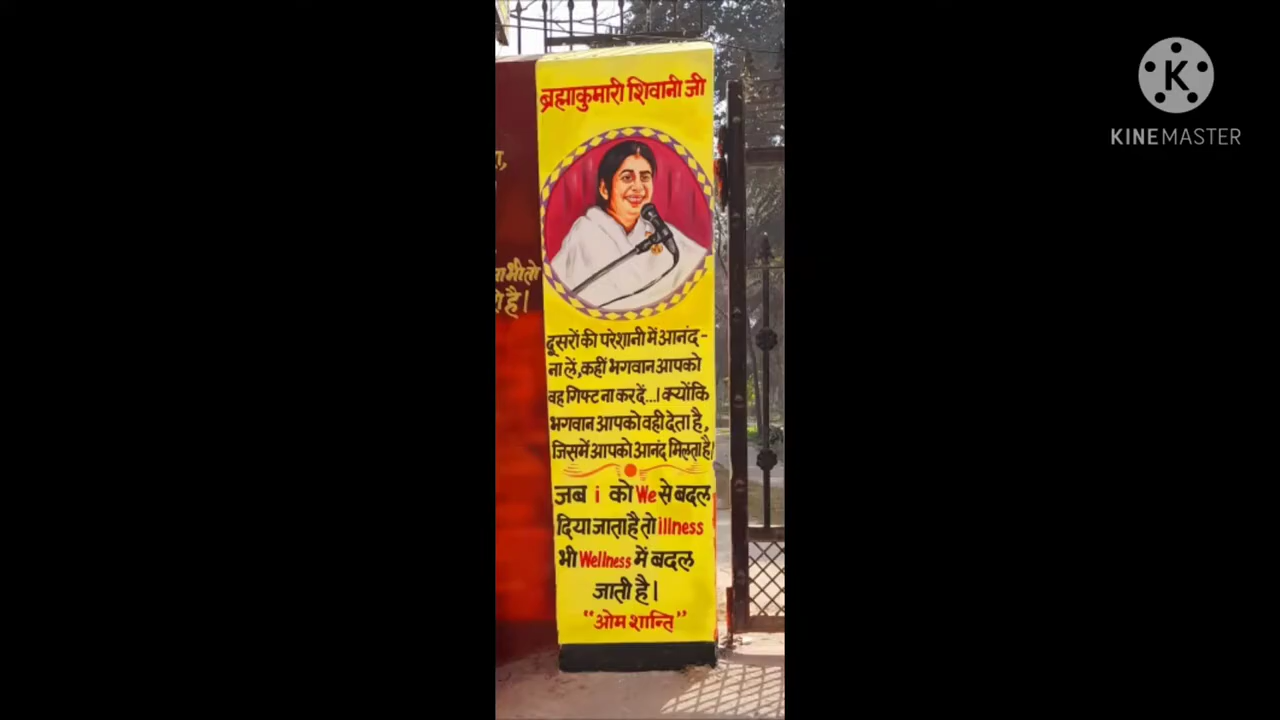 ब्रह्माकुमारी शिवानी जी
दूसरों की परेशानी में आनंद -
ना लें, कहीं भगवान आपको
वह गिफ्ट ना कर दें...। क्योंकि
भगवान आपको वही देता है,
जिसमें आपको आनंद मिलता है।
जब i को We से बदल
दिया जाता है तो illness
भी Wellness में बदल
जाती है।
"ओम शान्ति"
KINEMASTER